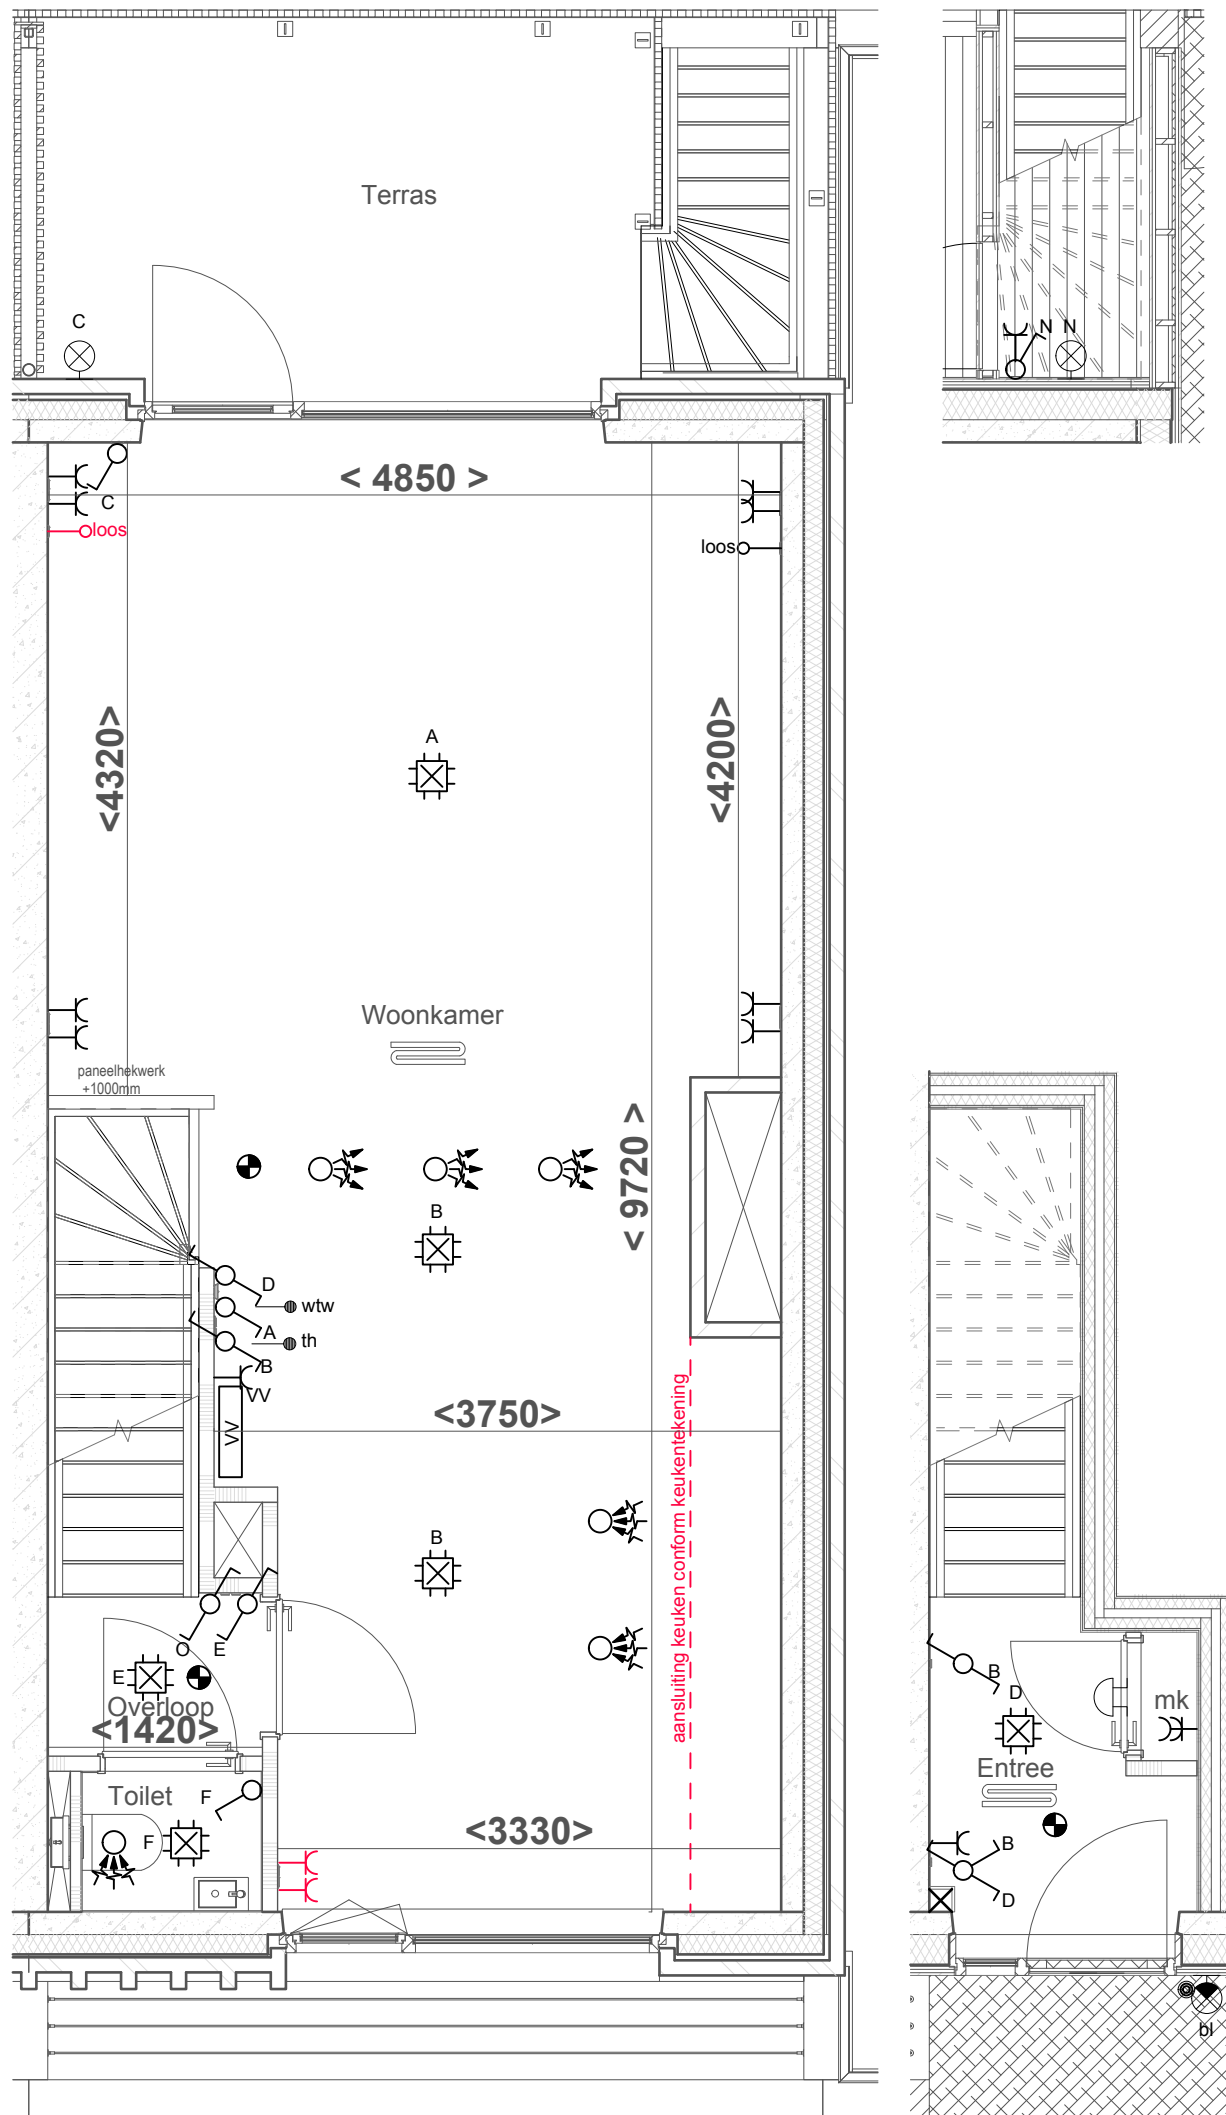 Terras
C
N N
< 4850 >
C
loos
loos
<4320>
<4200>
A
Woonkamer
paneelhekwerk
+1000mm
< 9720 >
B
D
wtw
A
th
B
VV
VV
<3750>
aansluiting keuken conform keukentekening
B
O E
E
Overloop
<1420>
Toilet
F
F
<3330>
B
D
mk
Entree
B
D
bl